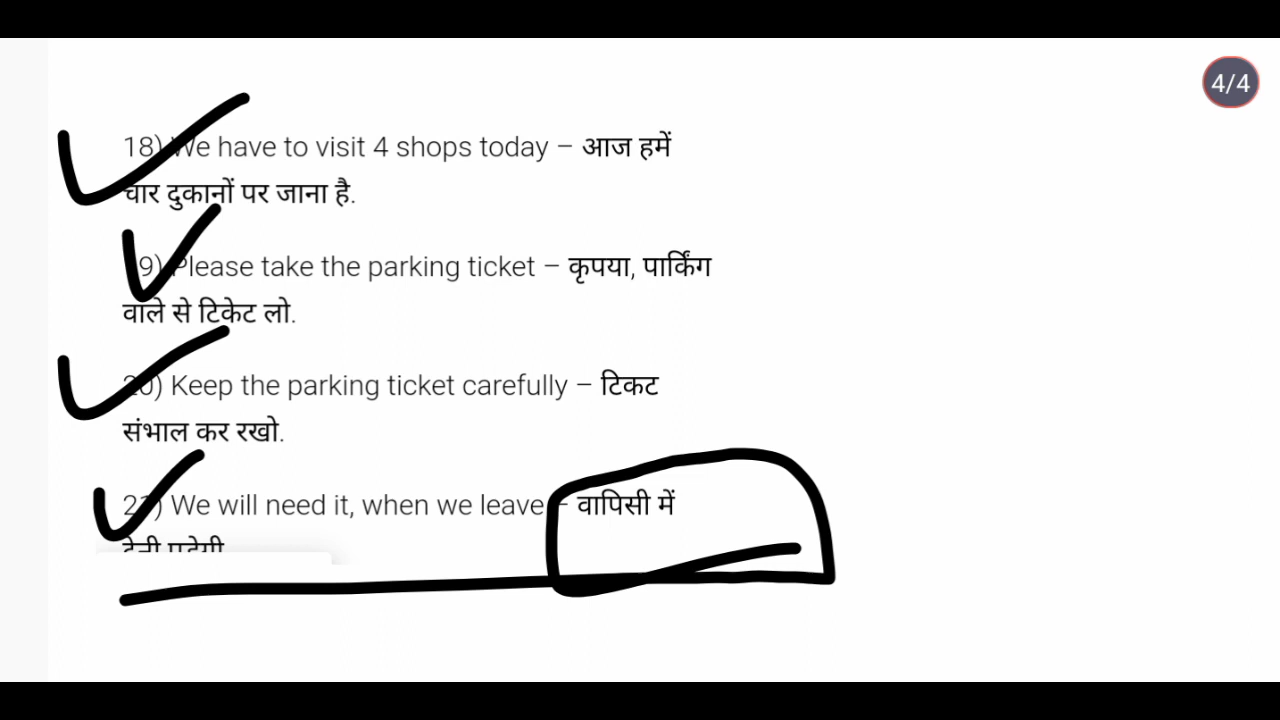 4/4
18) We have to visit 4 shops today – आज हमें
चार दुकानों पर जाना है.
19) Please take the parking ticket – कृपया, पार्किंग
वाले से टिकेट लो.
20) Keep the parking ticket carefully – टिकट
संभाल कर रखो.
21) We will need it, when we leave – वापिसी में
देनी पड़ेगी